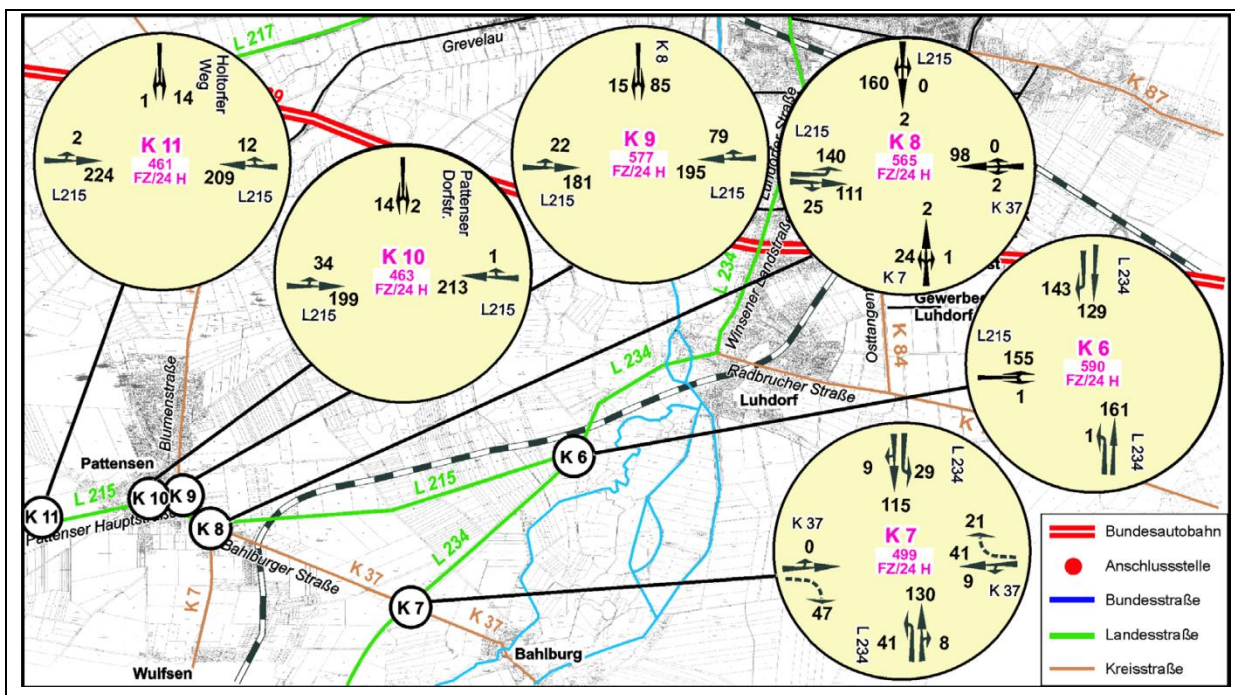 L 217
Grevelau
K 87
Holtorfer
Weg
1
14
2
12
K 11
461
FZ/24 H
224
209
L215
L215
Pattenser
Dorfstr.
14
2
34
1
K 10
463
FZ/24 H
199
213
L215
L215
K 8
15
85
22
79
K 9
577
FZ/24 H
181
195
L215
L215
Luhdorfer Straße
L215
160
0
2
L215
K 8
565
FZ/24 H
140
111
25
98
0
2
K 37
2
24
1
K 7
L 234
Winsener Landstraße
Gewerbe
Luhdorf
Osttangen
K 84
L 234
143
129
L215
155
1
K 6
590
FZ/24 H
161
1
L 234
L 234
Radbrucher Straße
Luhdorf
K
Blumenstraße
Pattensen
L 215
K 11
K 10
K 9
K 8
K 6
L 215
Pattenser Hauptstraße
Bahlburger Straße
L 234
K 7
K 37
K 7
K 37
Wulfsen
Bahlburg
L 234
9
29
115
K 37
0
47
K 7
499
FZ/24 H
21
41
9
K 37
130
41
8
L 234
Bundesautobahn
Anschlussstelle
Bundesstraße
Landesstraße
Kreisstraße